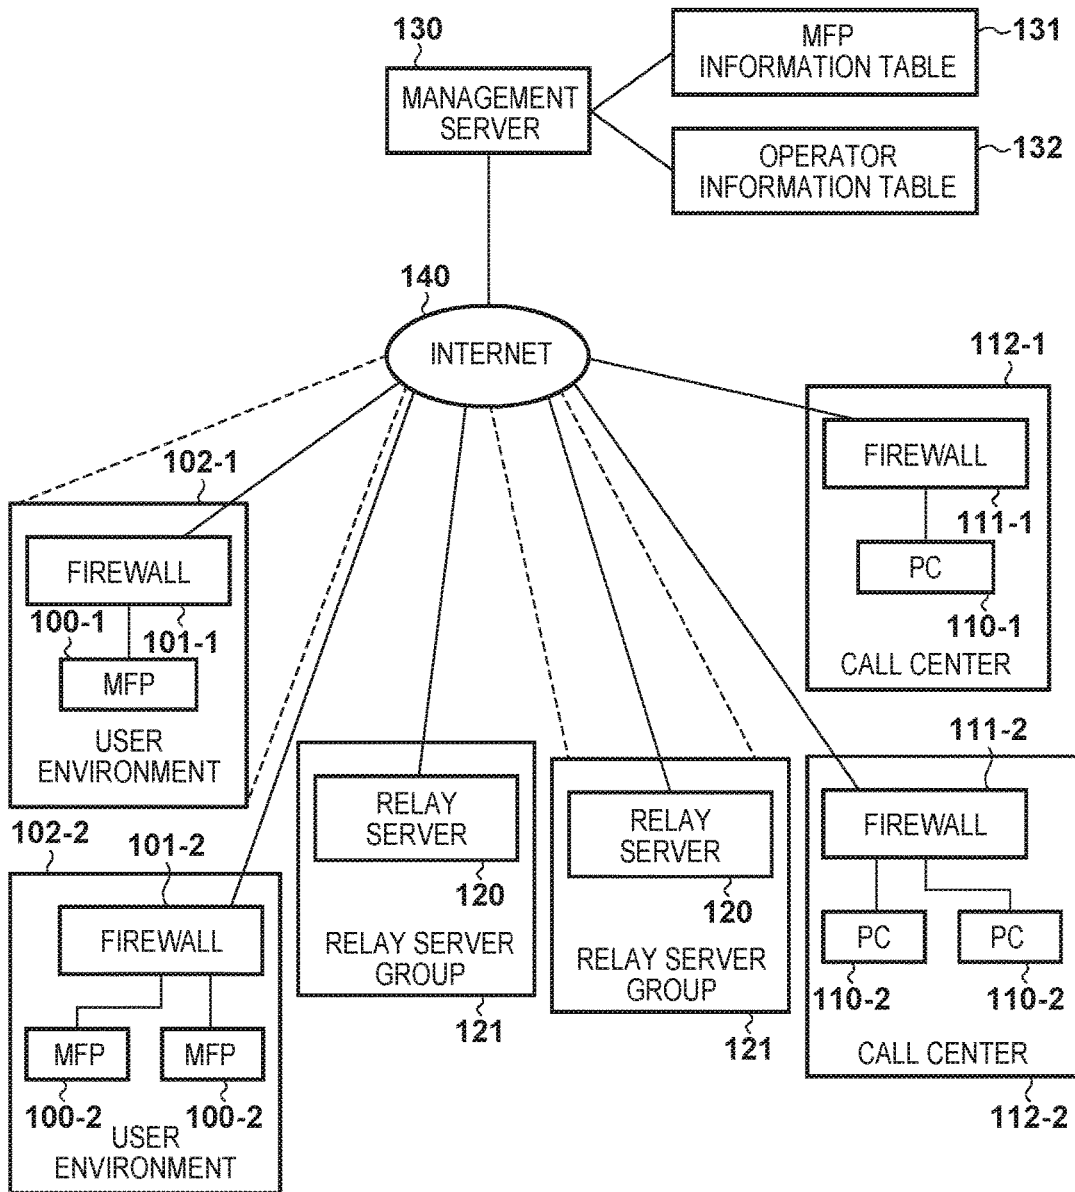 130
MANAGEMENT
SERVER
131
MFP
INFORMATION TABLE
132
OPERATOR
INFORMATION TABLE
140
INTERNET
102-1
FIREWALL
100-1
101-1
MFP
USER
ENVIRONMENT
112-1
FIREWALL
111-1
PC
110-1
CALL CENTER
102-2
101-2
FIREWALL
MFP
MFP
100-2
100-2
USER
ENVIRONMENT
RELAY
SERVER
120
RELAY SERVER
GROUP
121
RELAY
SERVER
120
RELAY SERVER
GROUP
121
111-2
FIREWALL
PC
PC
110-2
110-2
CALL CENTER
112-2